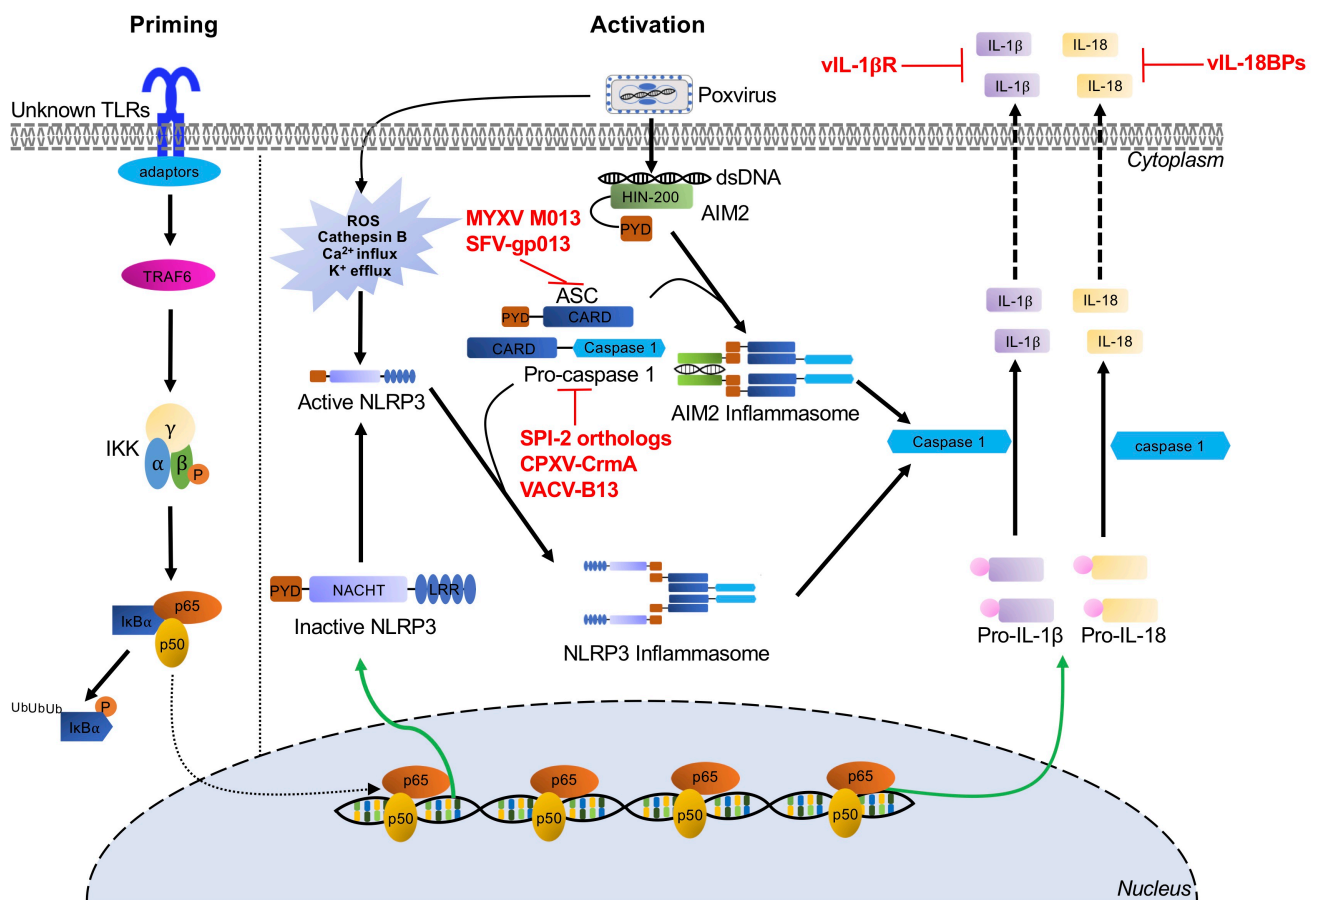 Priming
Activation
Unknown TLRs
adaptors
TRAF6
IKK
γ
α
β
P
IκBα
p65
p50
UbUbUb
P
IκBα
Poxvirus
dsDNA
HIN-200
AIM2
PYD
ROS
Cathepsin B
Ca2+ influx
K+ efflux
MYXV M013
SFV-gp013
ASC
PYD
CARD
CARD
Caspase 1
Pro-caspase 1
SPI-2 orthologs
CPXV-CrmA
VACV-B13
Active NLRP3
PYD
NACHT
LRR
Inactive NLRP3
AIM2 Inflammasome
NLRP3 Inflammasome
Caspase 1
caspase 1
vIL-1βR
IL-1β
IL-18
IL-1β
IL-18
vIL-18BPs
Cytoplasm
IL-1β
IL-18
IL-1β
IL-18
Pro-IL-1β
Pro-IL-18
p65
p50
p65
p50
p65
p50
p65
p50
Nucleus